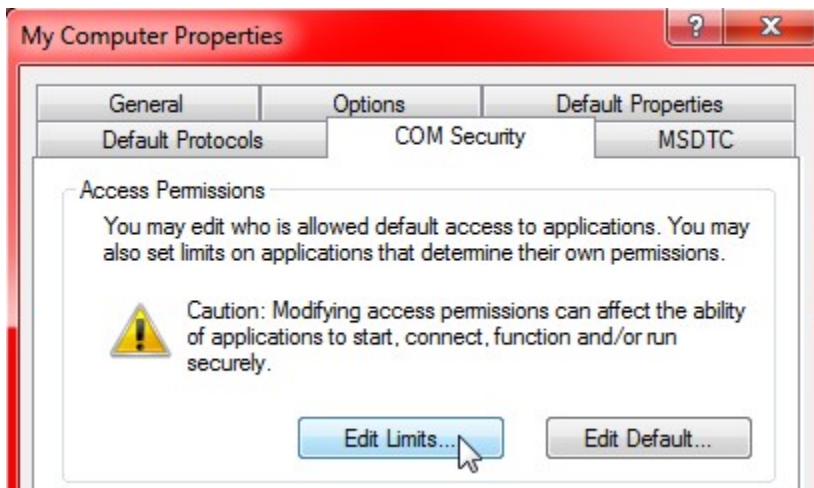 My Computer Properties
?
X
General
Options
Default Properties
Default Protocols
COM Security
MSDTC
Access Permissions
You may edit who is allowed default access to applications. You may
also set limits on applications that determine their own permissions.
Caution: Modifying access permissions can affect the ability
of applications to start, connect, function and/or run
securely.
Edit Limits...
Edit Default...